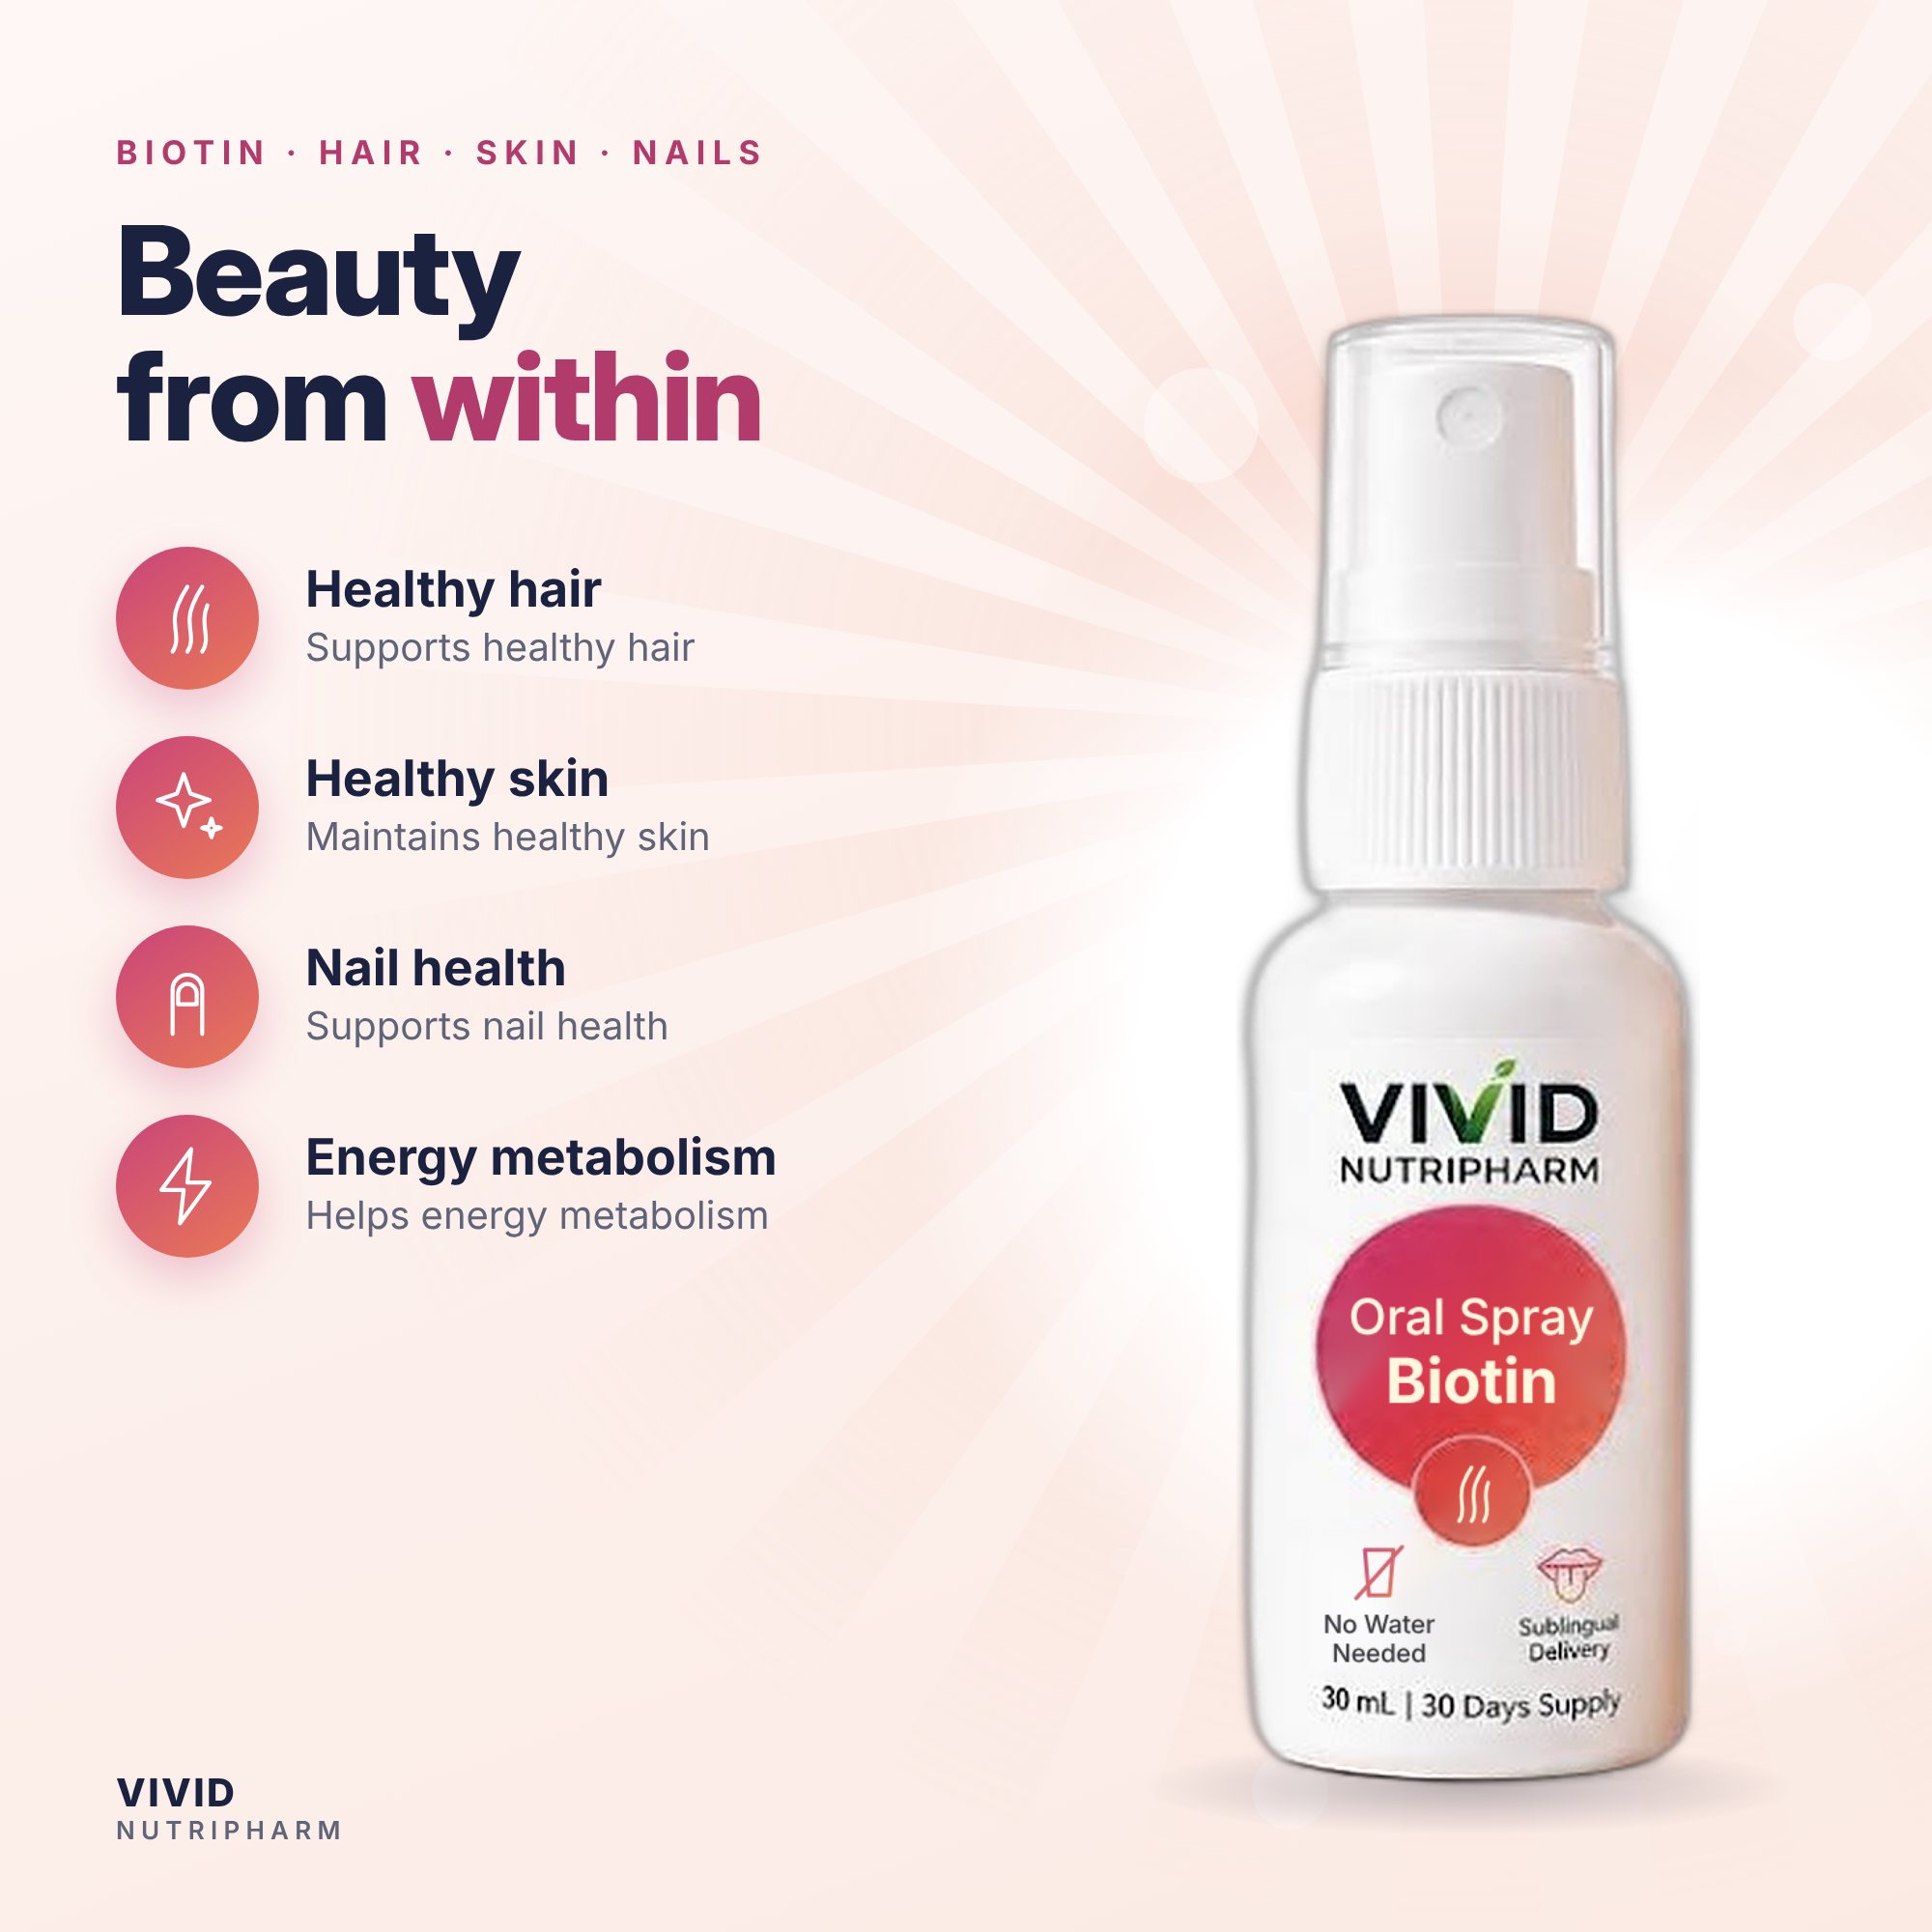 BIOTIN · HAIR · SKIN · NAILS
Beauty
from within
Healthy hair
Supports healthy hair
Healthy skin
Maintains healthy skin
Nail health
Supports nail health
Energy metabolism
Helps energy metabolism
VIVID
NUTRIPHARM
VIVID
NUTRIPHARM
Oral Spray
Biotin
No Water
Needed
Sublingual
Delivery
30 mL | 30 Days Supply